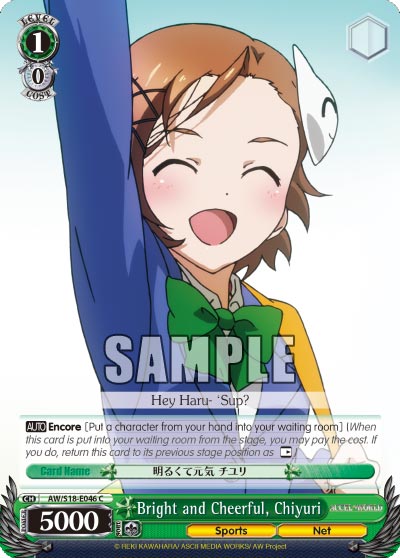 LEVEL
1
0
COST
SAMPLE
Hey Haru- ‘Sup?
AUTO Encore [Put a character from your hand into your waiting room] (When
this card is put into your waiting room from the stage, you may pay the cost. If
you do, return this card to its previous stage position as
Card Name 明るくて元気 チユリ
CH AW/S18-E046 C
POWER 5000 Bright and Cheerful, Chiyuri ACCEL WORLD
Sports Net
©REKI KAWAHARA/ ASCII MEDIA WORKS/ AW Project